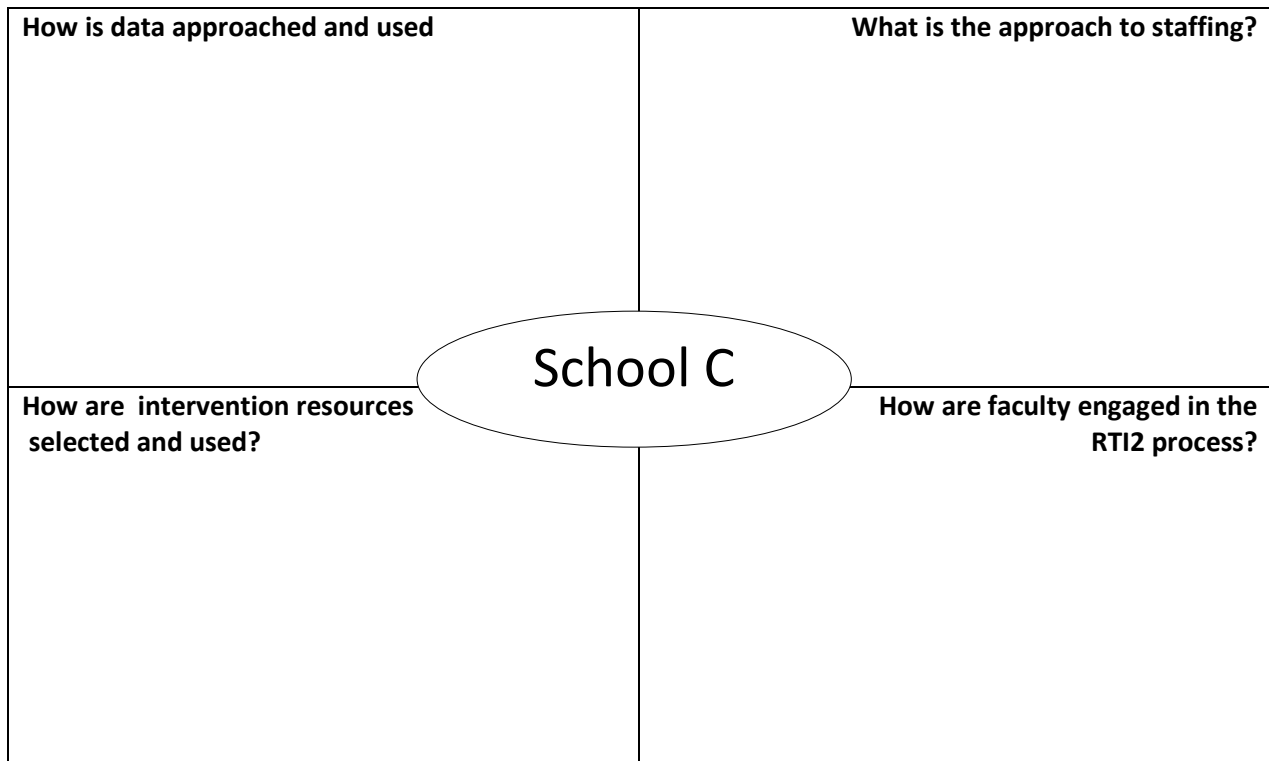 How is data approached and used
What is the approach to staffing?
School C
How are  intervention resources
selected and used?
How are faculty engaged in the
RTI2 process?